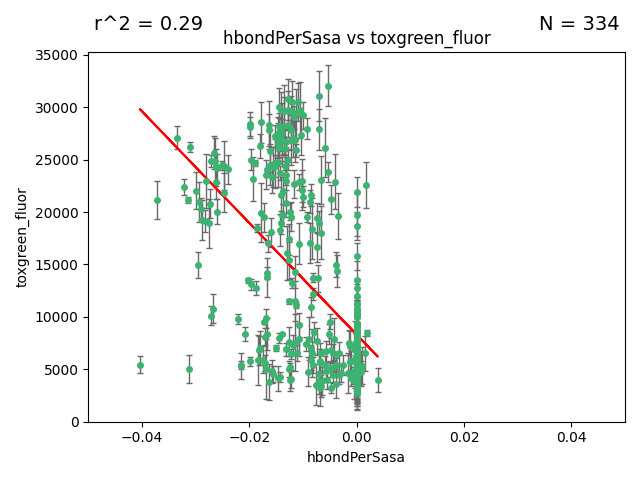 r^2 = 0.29
N = 334
hbondPerSasa vs toxgreen_fluor
35000
30000
25000
20000
15000
10000
5000
0
toxgreen_fluor
−0.04
−0.02
0.00
0.02
0.04
hbondPerSasa